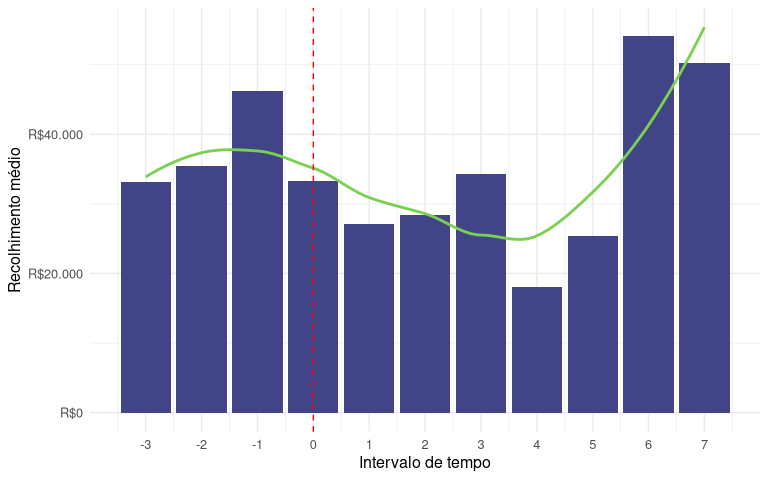 Recolhimento médio
R$40.000
R$20.000
R$0
-3 -2 -1 0 1 2 3 4 5 6 7
Intervalo de tempo